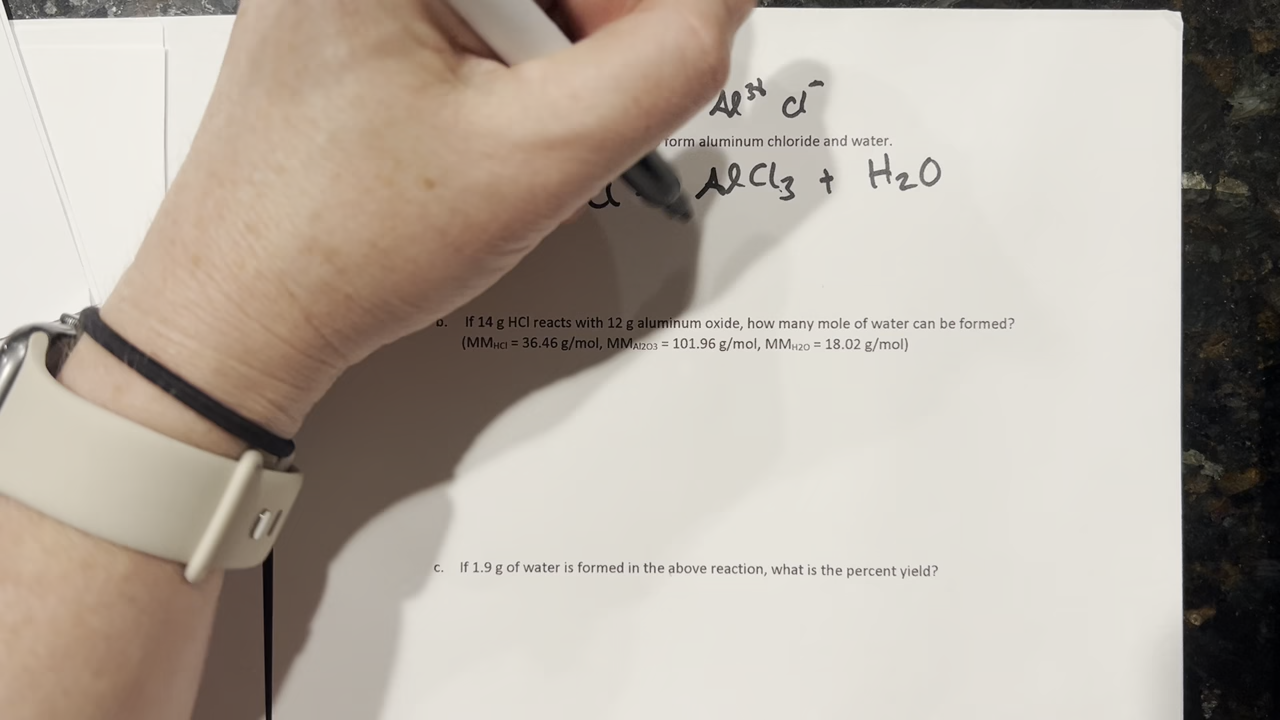 Al³⁺ Cl⁻
form aluminum chloride and water.
AlCl₃ + H₂O
b. If 14 g HCl reacts with 12 g aluminum oxide, how many mole of water can be formed?
(MMHCl = 36.46 g/mol, MMAl2O3 = 101.96 g/mol, MMH2O = 18.02 g/mol)
c. If 1.9 g of water is formed in the above reaction, what is the percent yield?